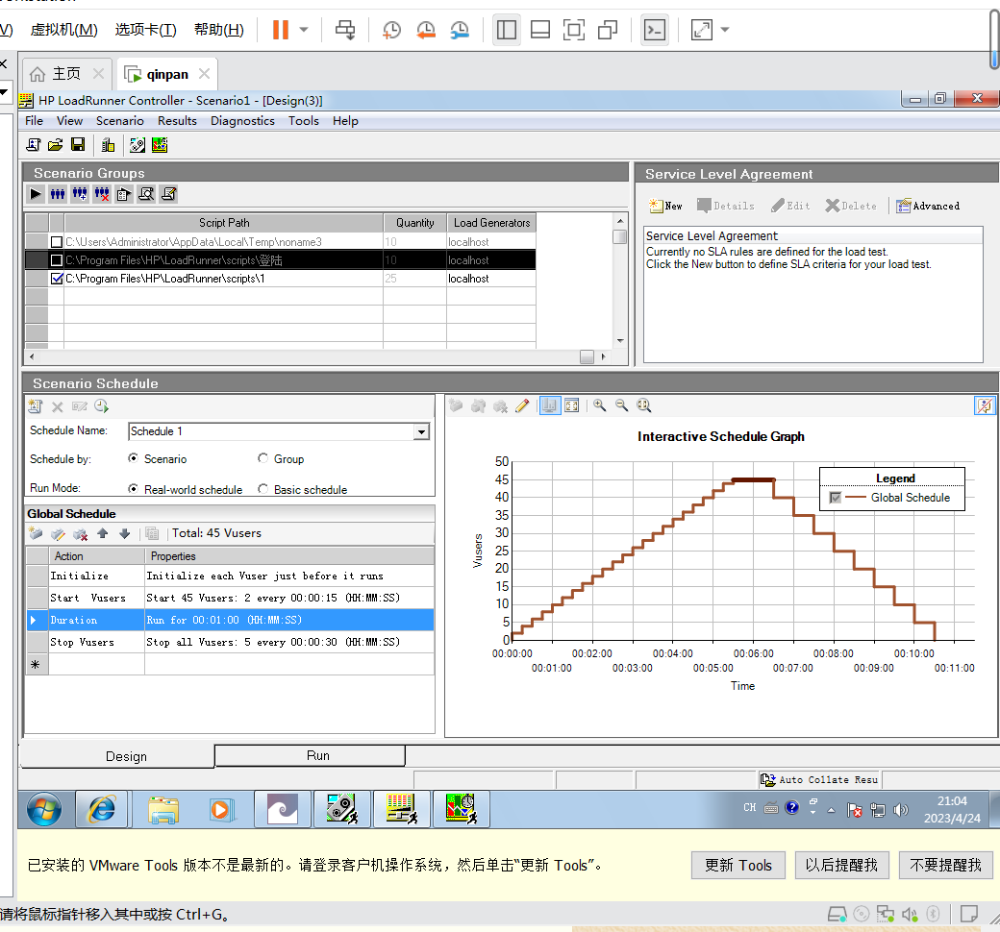 V) 虚拟机(M) 选项卡(T) 帮助(H)
主页 qinpan
HP LoadRunner Controller - Scenario1 - [Design(3)]
File View Scenario Results Diagnostics Tools Help
Scenario Groups
Script Path Quantity Load Generators
C:\Users\Administrator\AppData\Local\Temp\noname3 10 localhost
C:\Program Files\HP\LoadRunner\scripts\登陆 10 localhost
C:\Program Files\HP\LoadRunner\scripts\1 25 localhost
Service Level Agreement
New Details Edit Delete Advanced
Service Level Agreement
Currently no SLA rules are defined for the load test.
Click the New button to define SLA criteria for your load test.
Scenario Schedule
Schedule Name: Schedule 1
Schedule by: Scenario Group
Run Mode: Real-world schedule Basic schedule
Global Schedule
Total: 45 Vusers
Action Properties
Initialize Initialize each Vuser just before it runs
Start Vusers Start 45 Vusers: 2 every 00:00:15 (HH:MM:SS)
Duration Run for 00:01:00 (HH:MM:SS)
Stop Vusers Stop all Vusers: 5 every 00:00:30 (HH:MM:SS)
*
Interactive Schedule Graph
Legend
Global Schedule
50
45
40
35
30
25
20
15
10
5
0
Vusers
00:00:00 00:02:00 00:04:00 00:06:00 00:08:00 00:10:00
00:01:00 00:03:00 00:05:00 00:07:00 00:09:00 00:11:00
Time
Design Run
Auto Collate Resu
CH
21:04
2023/4/24
已安装的 VMware Tools 版本不是最新的。请登录客户机操作系统，然后单击“更新 Tools”。
更新 Tools 以后提醒我 不要提醒我
请将鼠标指针移入其中或按 Ctrl+G。